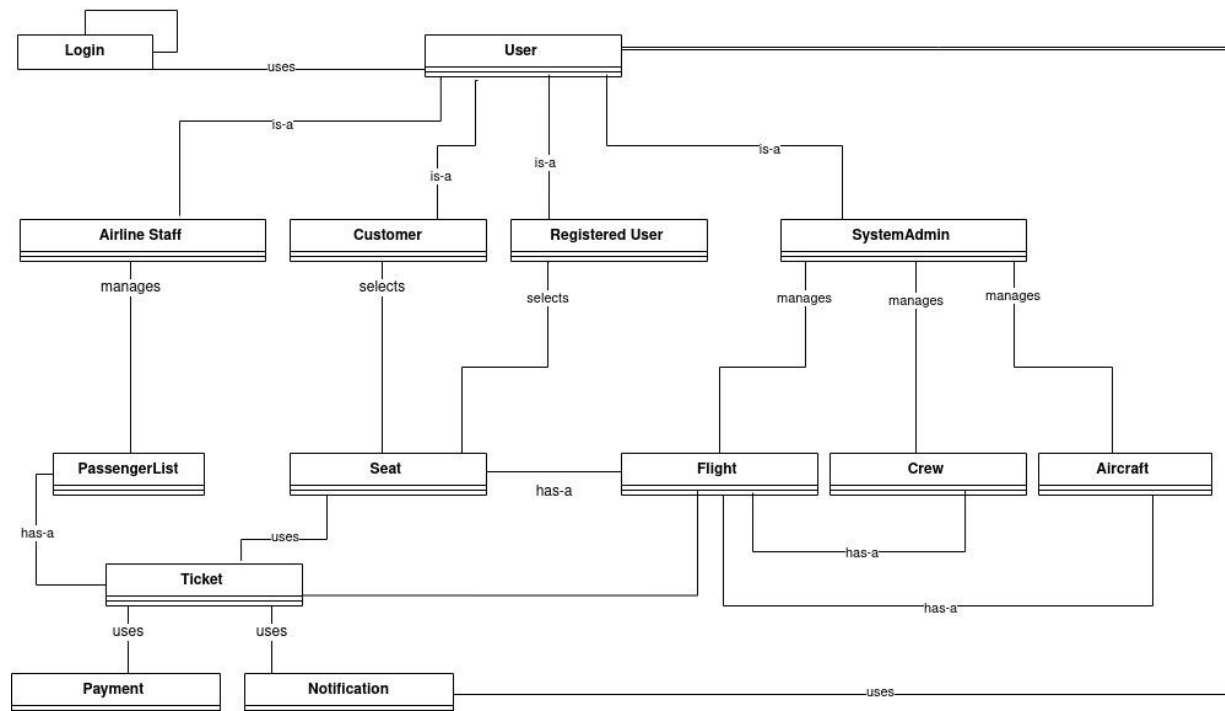 Login
User
uses
is-a
is-a
is-a
is-a
Airline Staff
Customer
Registered User
SystemAdmin
manages
selects
selects
manages
manages
manages
PassengerList
Seat
Flight
Crew
Aircraft
has-a
has-a
uses
has-a
Ticket
has-a
uses
uses
Payment
Notification
uses